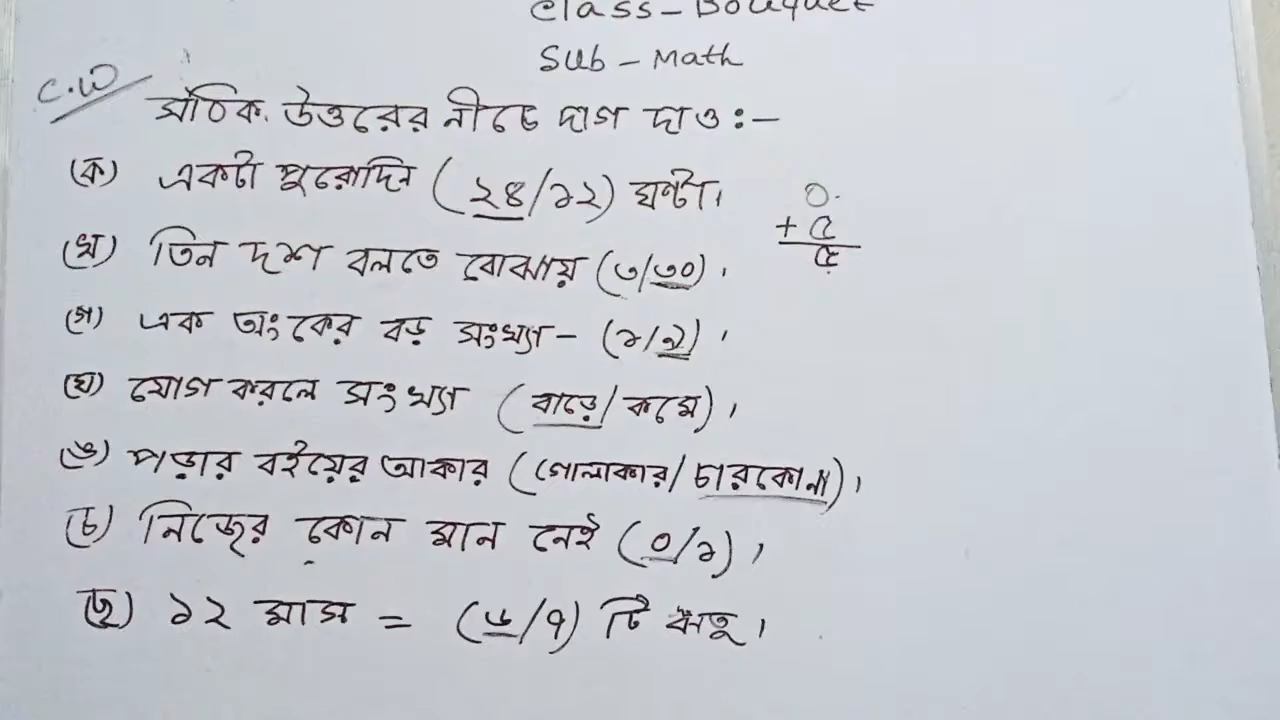 Class - Bouquet
Sub - Math
C.W
সঠিক উত্তরের নীচে দাগ দাও :-
(ক) একটা পুরোদিন (২৪/১২) ঘণ্টা।
(খ) তিন দশ বলতে বোঝায় (৩/৩০)।
(গ) এক অংকের বড় সংখ্যা - (১/৯)।
(ঘ) যোগ করলে সংখ্যা (বাড়ে/কমে)।
(ঙ) পড়ার বইয়ের আকার (গোলাকার/চারকোনা)।
(চ) নিজের কোন মান নেই (০/১)।
(ছ) ১২ মাস = (৬/৭) টি ঋতু।
০
+ ৫
৫